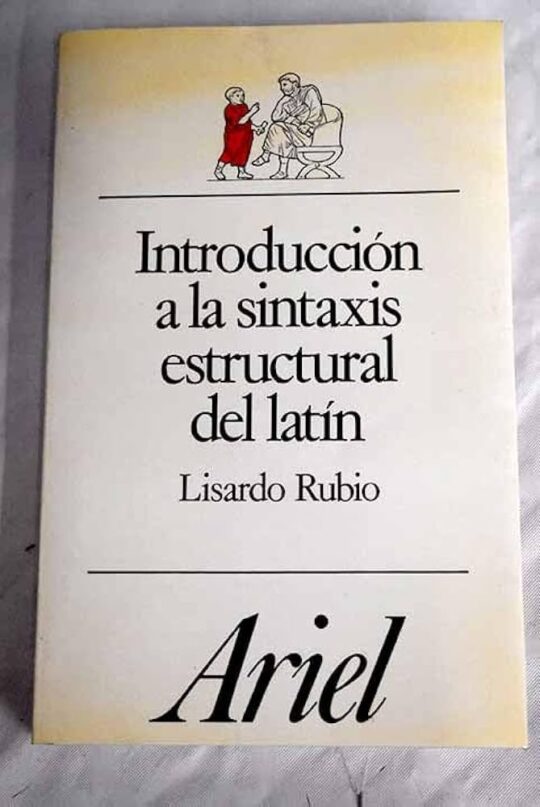 Introducción
a la sintaxis
estructural
del latín
Lisardo Rubio
Ariel